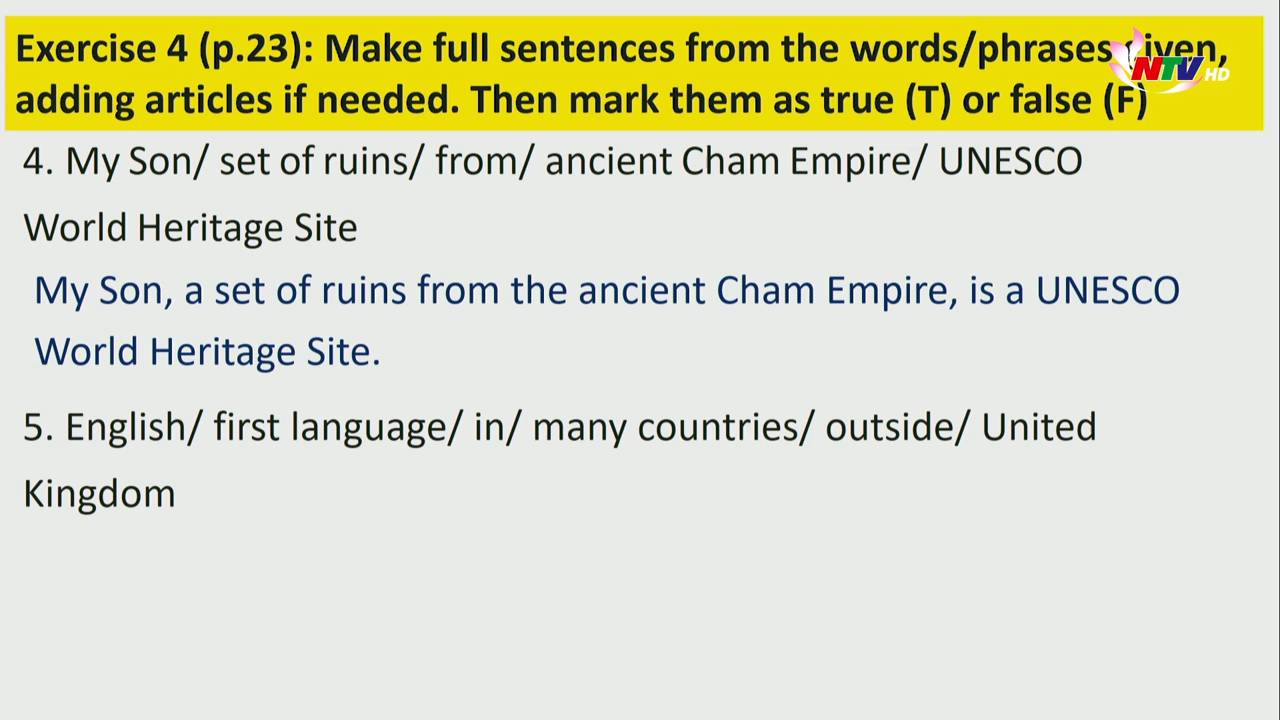 Exercise 4 (p.23): Make full sentences from the words/phrases given,
adding articles if needed. Then mark them as true (T) or false (F)
NTV HD
4. My Son/ set of ruins/ from/ ancient Cham Empire/ UNESCO
World Heritage Site
My Son, a set of ruins from the ancient Cham Empire, is a UNESCO
World Heritage Site.
5. English/ first language/ in/ many countries/ outside/ United
Kingdom